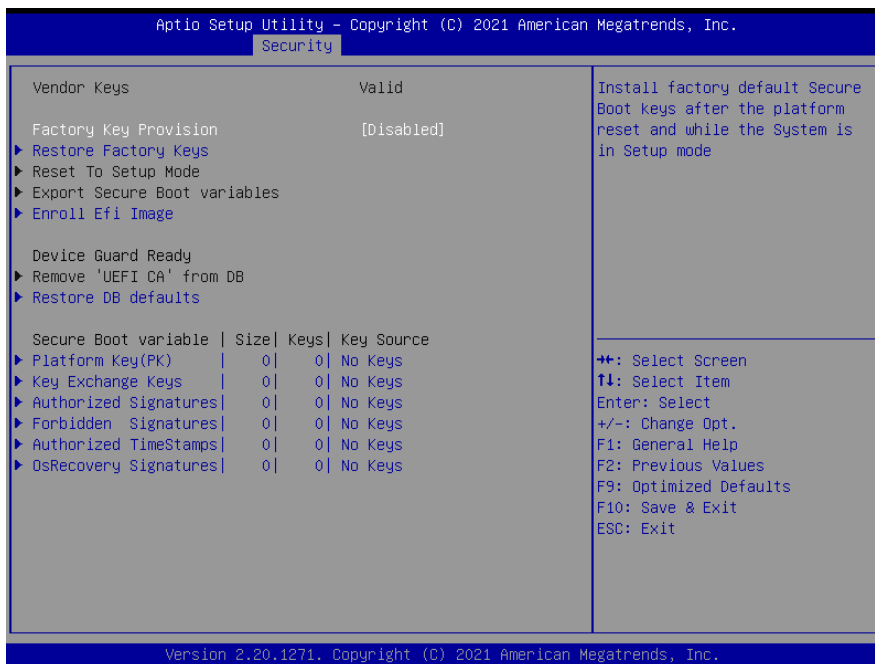 Aptio Setup Utility – Copyright (C) 2021 American Megatrends, Inc.
Security
Vendor Keys Valid
Factory Key Provision [Disabled]
Restore Factory Keys
Reset To Setup Mode
Export Secure Boot variables
Enroll Efi Image
Device Guard Ready
Remove 'UEFI CA' from DB
Restore DB defaults
Secure Boot variable | Size| Keys| Key Source
Platform Key(PK) | 0| 0| No Keys
Key Exchange Keys | 0| 0| No Keys
Authorized Signatures| 0| 0| No Keys
Forbidden Signatures| 0| 0| No Keys
Authorized TimeStamps| 0| 0| No Keys
OsRecovery Signatures| 0| 0| No Keys
Install factory default Secure
Boot keys after the platform
reset and while the System is
in Setup mode
→←: Select Screen
↑↓: Select Item
Enter: Select
+/-: Change Opt.
F1: General Help
F2: Previous Values
F9: Optimized Defaults
F10: Save & Exit
ESC: Exit
Version 2.20.1271. Copyright (C) 2021 American Megatrends, Inc.